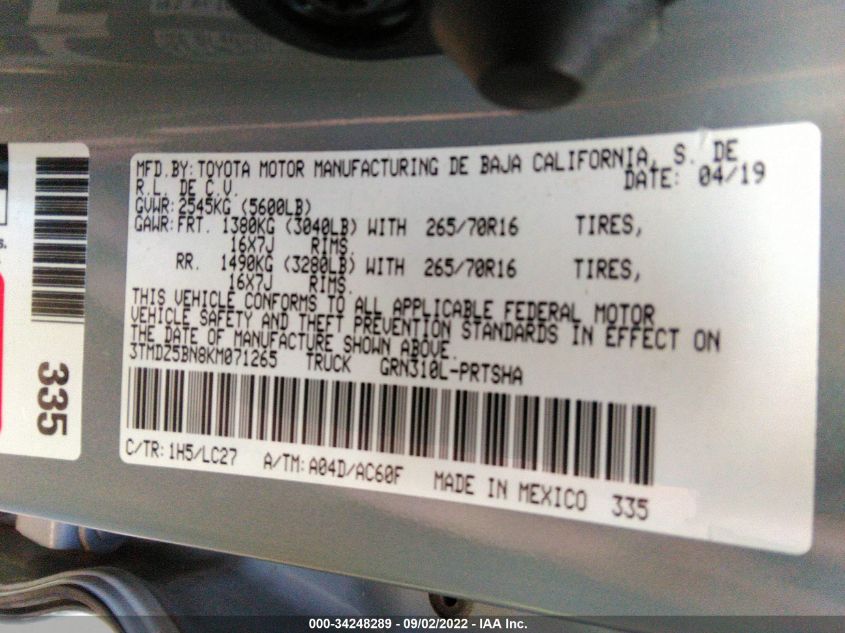 MFD.BY: TOYOTA MOTOR MANUFACTURING DE BAJA CALIFORNIA, S. DE
R.L. DE C.V. DATE: 04/19
GVWR: 2545KG (5600LB)
GAWR: FRT. 1380KG (3040LB) WITH 265/70R16 TIRES,
16X7J RIMS.
RR. 1490KG (3280LB) WITH 265/70R16 TIRES,
16X7J RIMS.
THIS VEHICLE CONFORMS TO ALL APPLICABLE FEDERAL MOTOR
VEHICLE SAFETY AND THEFT PREVENTION STANDARDS IN EFFECT ON
THE DATE OF MANUFACTURE SHOWN ABOVE.
3TMDZ5BN8KM071265 TRUCK GRN310L-PRTSHA
C/TR: 1H5/LC27 A/TM: A04D/AC60F MADE IN MEXICO 335
335
s.
000-34248289 - 09/02/2022 - IAA Inc.